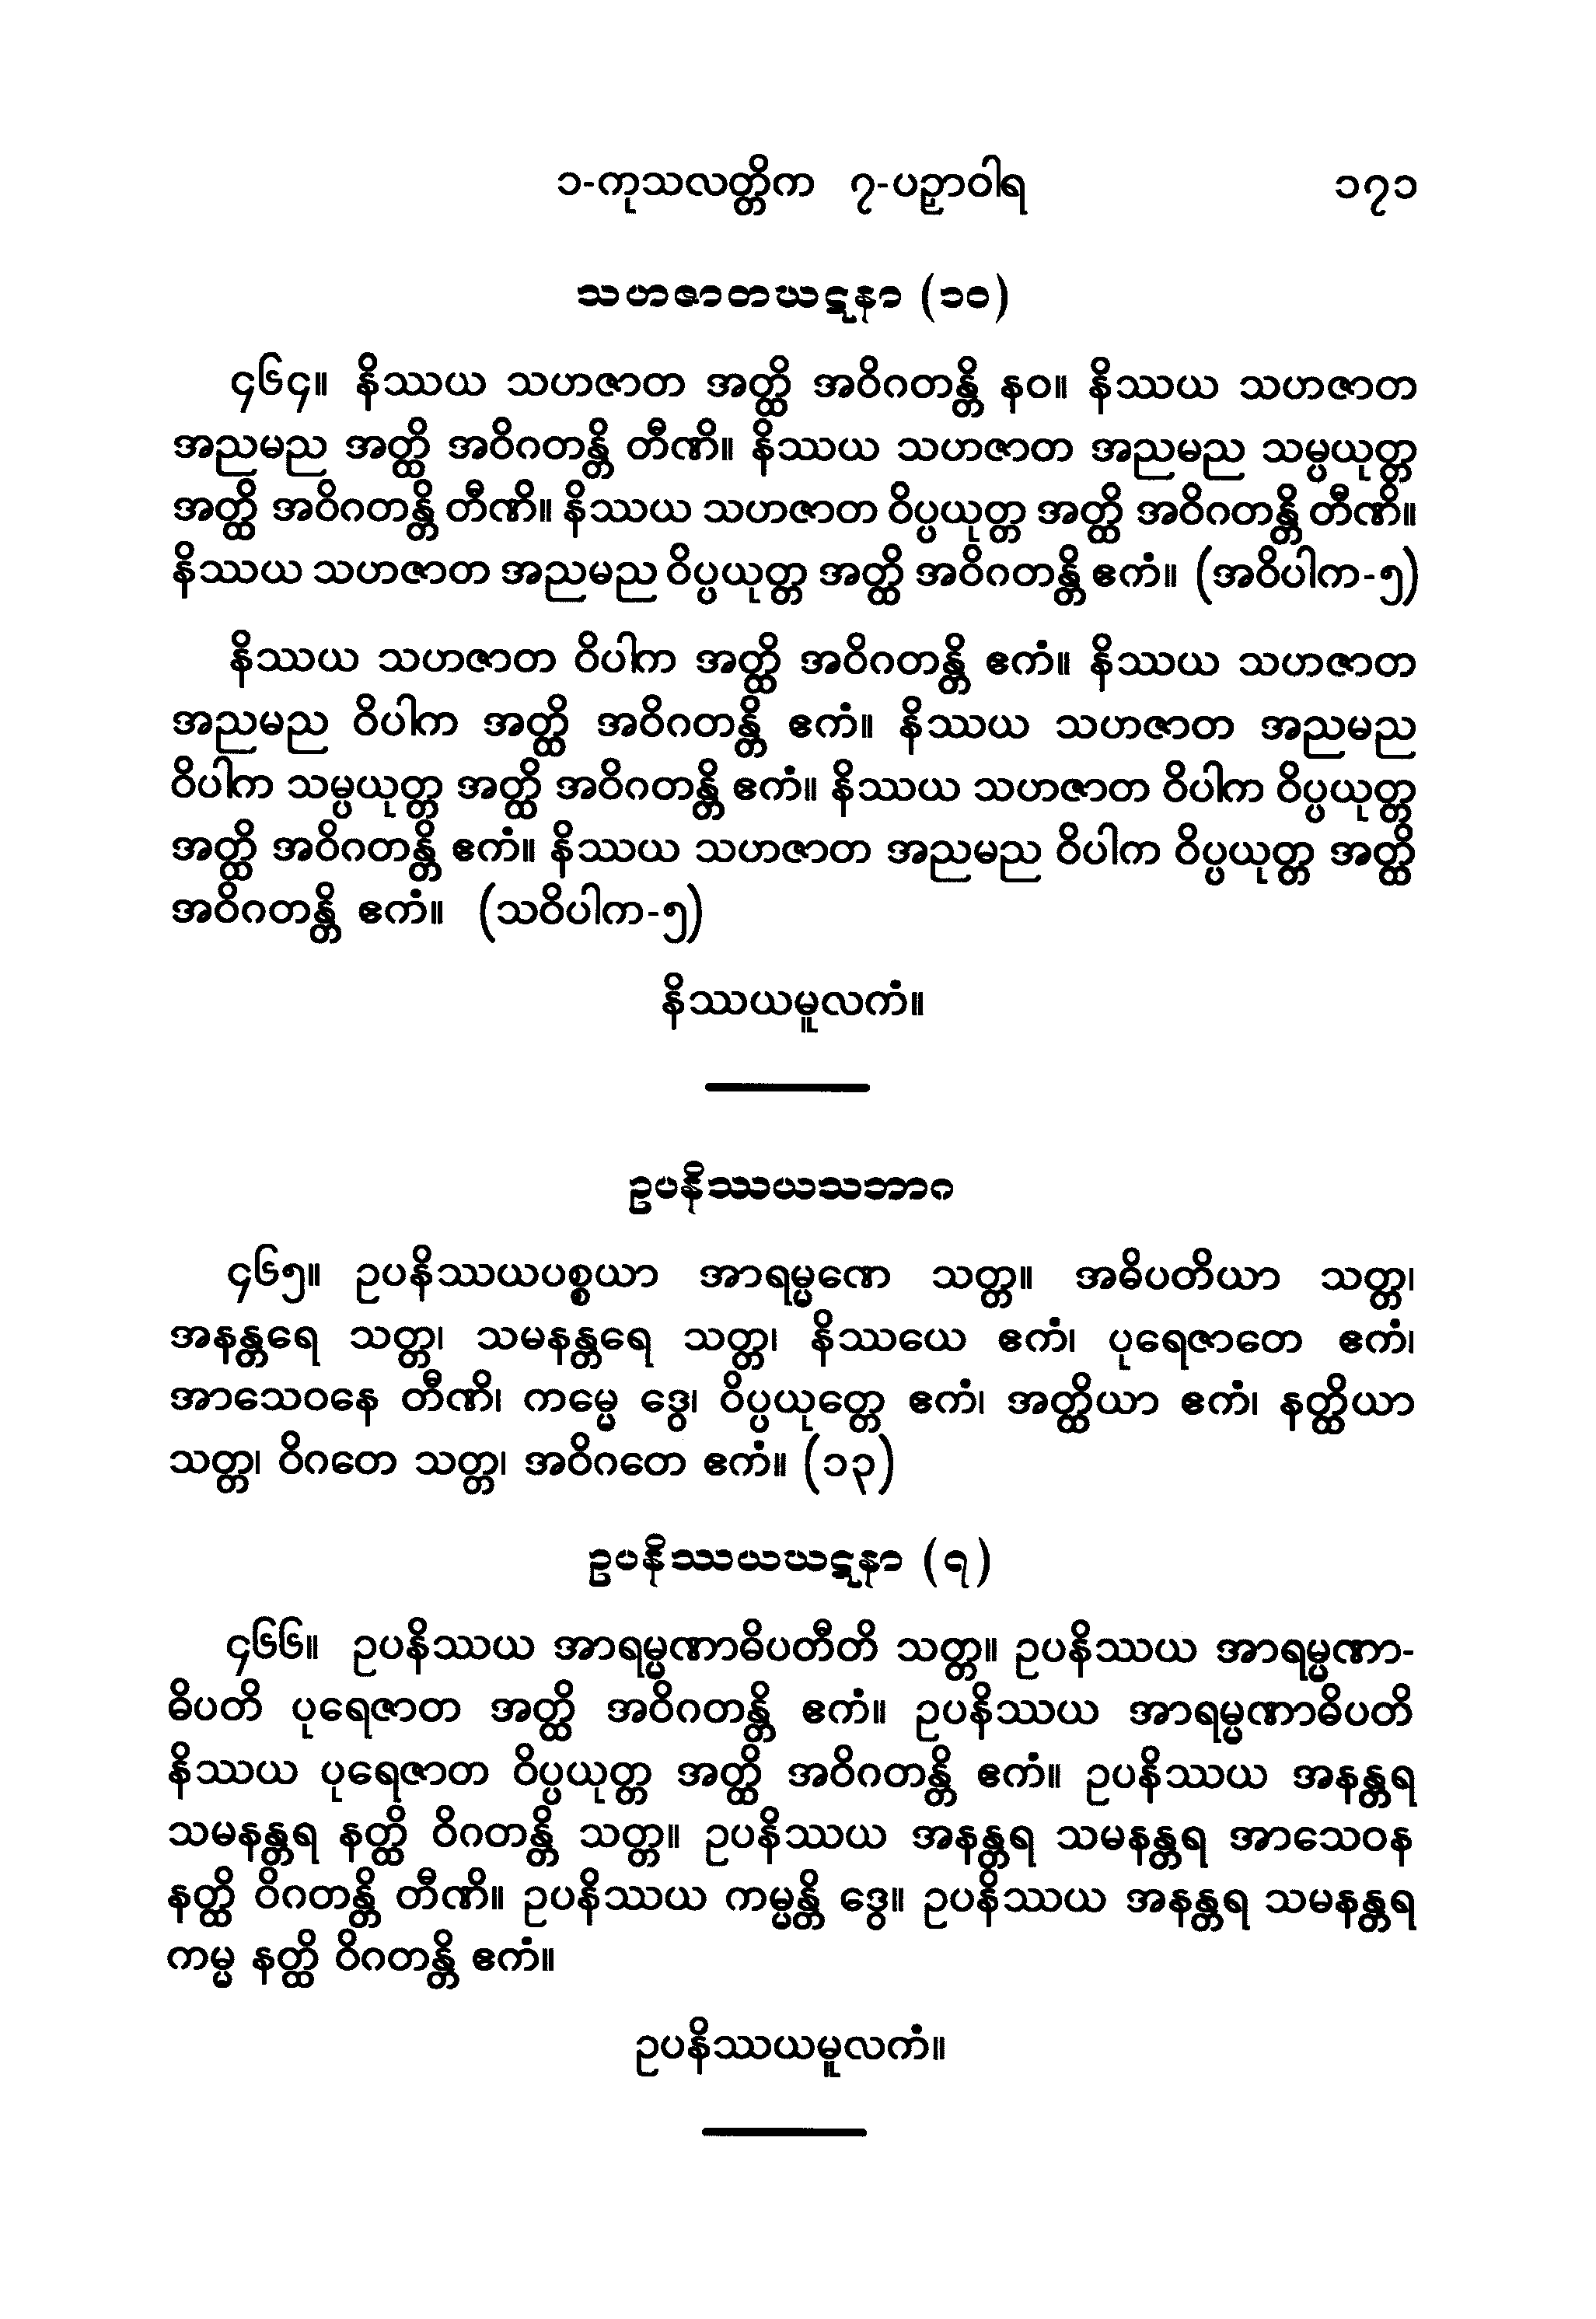 ၁-ကုသလတ္တိက ၇-ပဉှာဝါရ ၁၇၁
သဟဇာတဃဋနာ (၁၀)
၄၆၄။ နိဿယ သဟဇာတ အတ္ထိ အဝိဂတန္တိ နဝ။ နိဿယ သဟဇာတ
အညမည အတ္ထိ အဝိဂတန္တိ တီဏိ။ နိဿယ သဟဇာတ အညမည သမ္ပယုတ္တ
အတ္ထိ အဝိဂတန္တိ တီဏိ။ နိဿယ သဟဇာတ ဝိပ္ပယုတ္တ အတ္ထိ အဝိဂတန္တိ တီဏိ။
နိဿယ သဟဇာတ အညမည ဝိပ္ပယုတ္တ အတ္ထိ အဝိဂတန္တိ ဧကံ။ (အဝိပါက-၅)
နိဿယ သဟဇာတ ဝိပါက အတ္ထိ အဝိဂတန္တိ ဧကံ။ နိဿယ သဟဇာတ
အညမည ဝိပါက အတ္ထိ အဝိဂတန္တိ ဧကံ။ နိဿယ သဟဇာတ အညမည
ဝိပါက သမ္ပယုတ္တ အတ္ထိ အဝိဂတန္တိ ဧကံ။ နိဿယ သဟဇာတ ဝိပါက ဝိပ္ပယုတ္တ
အတ္ထိ အဝိဂတန္တိ ဧကံ။ နိဿယ သဟဇာတ အညမည ဝိပါက ဝိပ္ပယုတ္တ အတ္ထိ
အဝိဂတန္တိ ဧကံ။ (သဝိပါက-၅)
နိဿယမူလကံ။
ဥပနိဿယသဘာဂ
၄၆၅။ ဥပနိဿယပစ္စယာ အာရမ္မဏေ သတ္တ။ အဓိပတိယာ သတ္တ၊
အနန္တရေ သတ္တ၊ သမနန္တရေ သတ္တ၊ နိဿယေ ဧကံ၊ ပုရေဇာတေ ဧကံ၊
အာသေဝနေ တီဏိ၊ ကမ္မေ ဒွေ၊ ဝိပ္ပယုတ္တေ ဧကံ၊ အတ္ထိယာ ဧကံ၊ နတ္ထိယာ
သတ္တ၊ ဝိဂတေ သတ္တ၊ အဝိဂတေ ဧကံ။ (၁၃)
ဥပနိဿယဃဋနာ (၇)
၄၆၆။ ဥပနိဿယ အာရမ္မဏာဓိပတီတိ သတ္တ။ ဥပနိဿယ အာရမ္မဏာ-
ဓိပတိ ပုရေဇာတ အတ္ထိ အဝိဂတန္တိ ဧကံ။ ဥပနိဿယ အာရမ္မဏာဓိပတိ
နိဿယ ပုရေဇာတ ဝိပ္ပယုတ္တ အတ္ထိ အဝိဂတန္တိ ဧကံ။ ဥပနိဿယ အနန္တရ
သမနန္တရ နတ္ထိ ဝိဂတန္တိ သတ္တ။ ဥပနိဿယ အနန္တရ သမနန္တရ အာသေဝန
နတ္ထိ ဝိဂတန္တိ တီဏိ။ ဥပနိဿယ ကမ္မန္တိ ဒွေ။ ဥပနိဿယ အနန္တရ သမနန္တရ
ကမ္မ နတ္ထိ ဝိဂတန္တိ ဧကံ။
ဥပနိဿယမူလကံ။